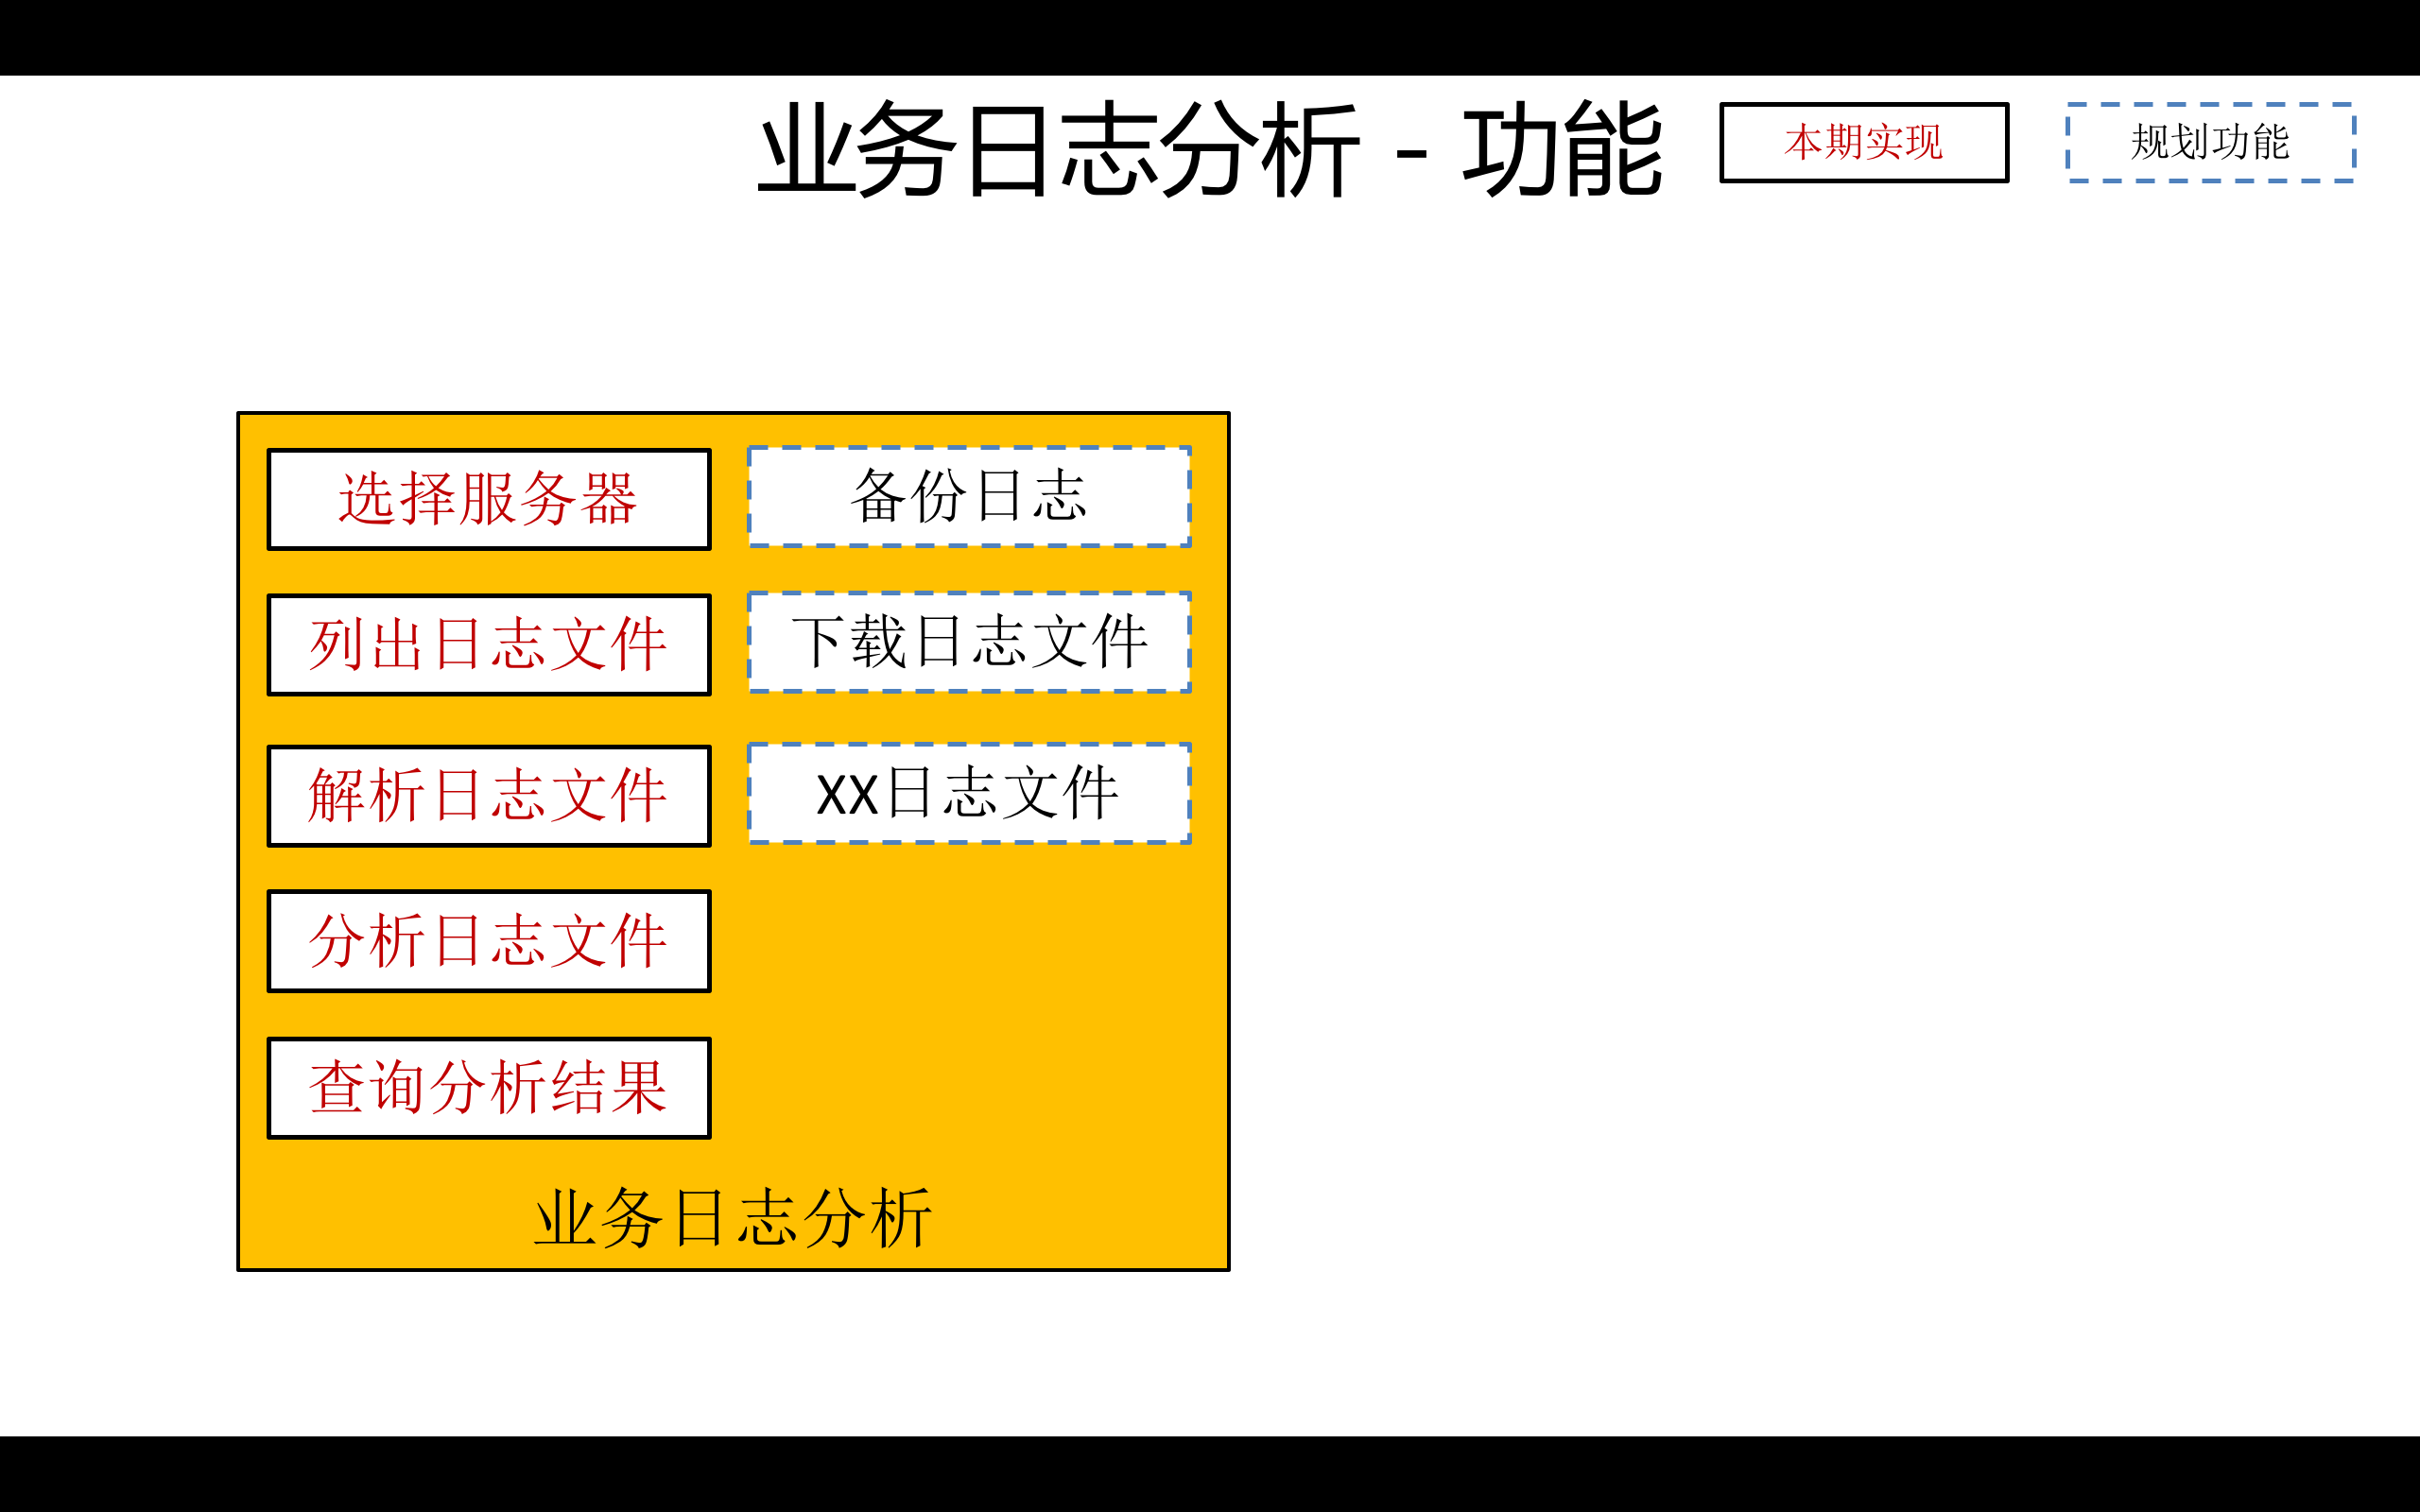 业务日志分析 - 功能
本期实现
规划功能
选择服务器
备份日志
列出日志文件
下载日志文件
解析日志文件
xx日志文件
分析日志文件
查询分析结果
业务日志分析